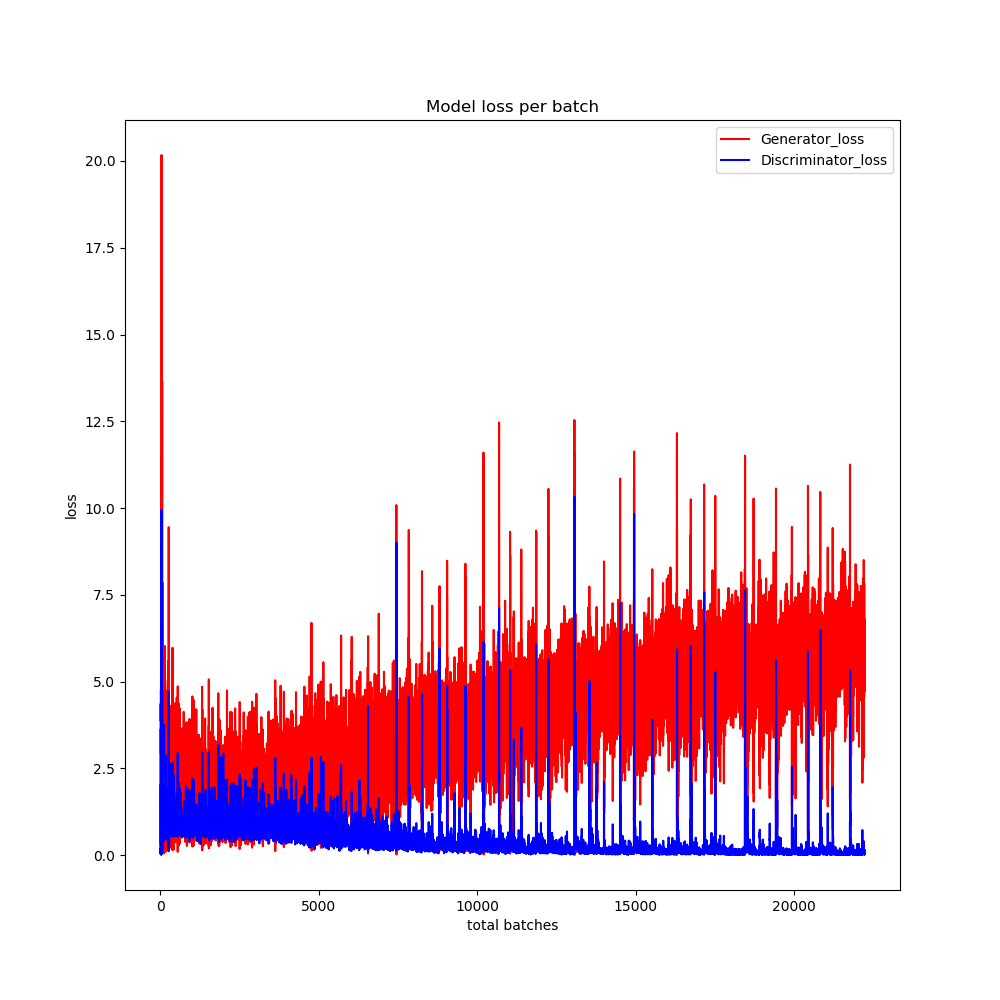 Model loss per batch
Generator_loss
Discriminator_loss
20.0
17.5
15.0
12.5
10.0
7.5
5.0
2.5
0.0
loss
0 5000 10000 15000 20000
total batches